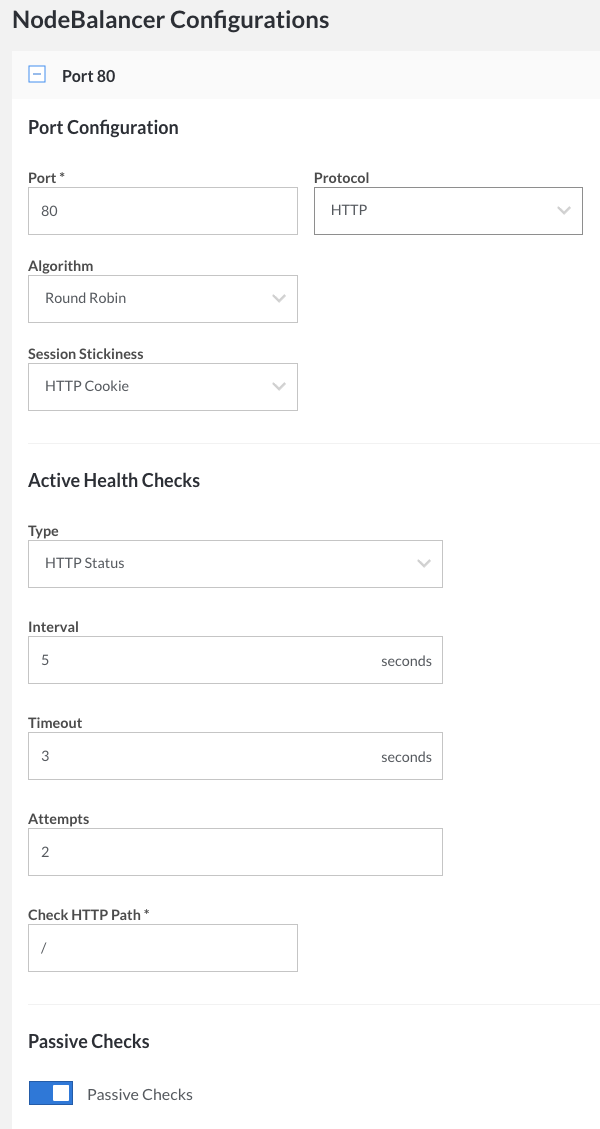 NodeBalancer Configurations
Port 80
Port Configuration
Port *
Protocol
80
HTTP
Algorithm
Round Robin
Session Stickiness
HTTP Cookie
Active Health Checks
Type
HTTP Status
Interval
5 seconds
Timeout
3 seconds
Attempts
2
Check HTTP Path *
/
Passive Checks
Passive Checks